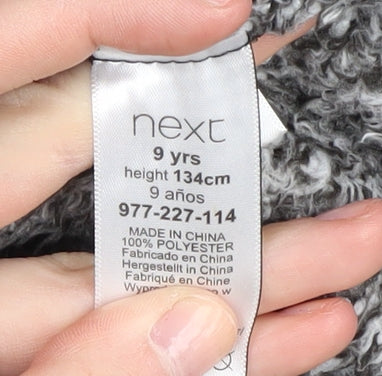 next
9 yrs
height 134cm
9 años
977-227-114
MADE IN CHINA
100% POLYESTER
Fabricado en China
Hergestellt in China
Fabriqué en Chine